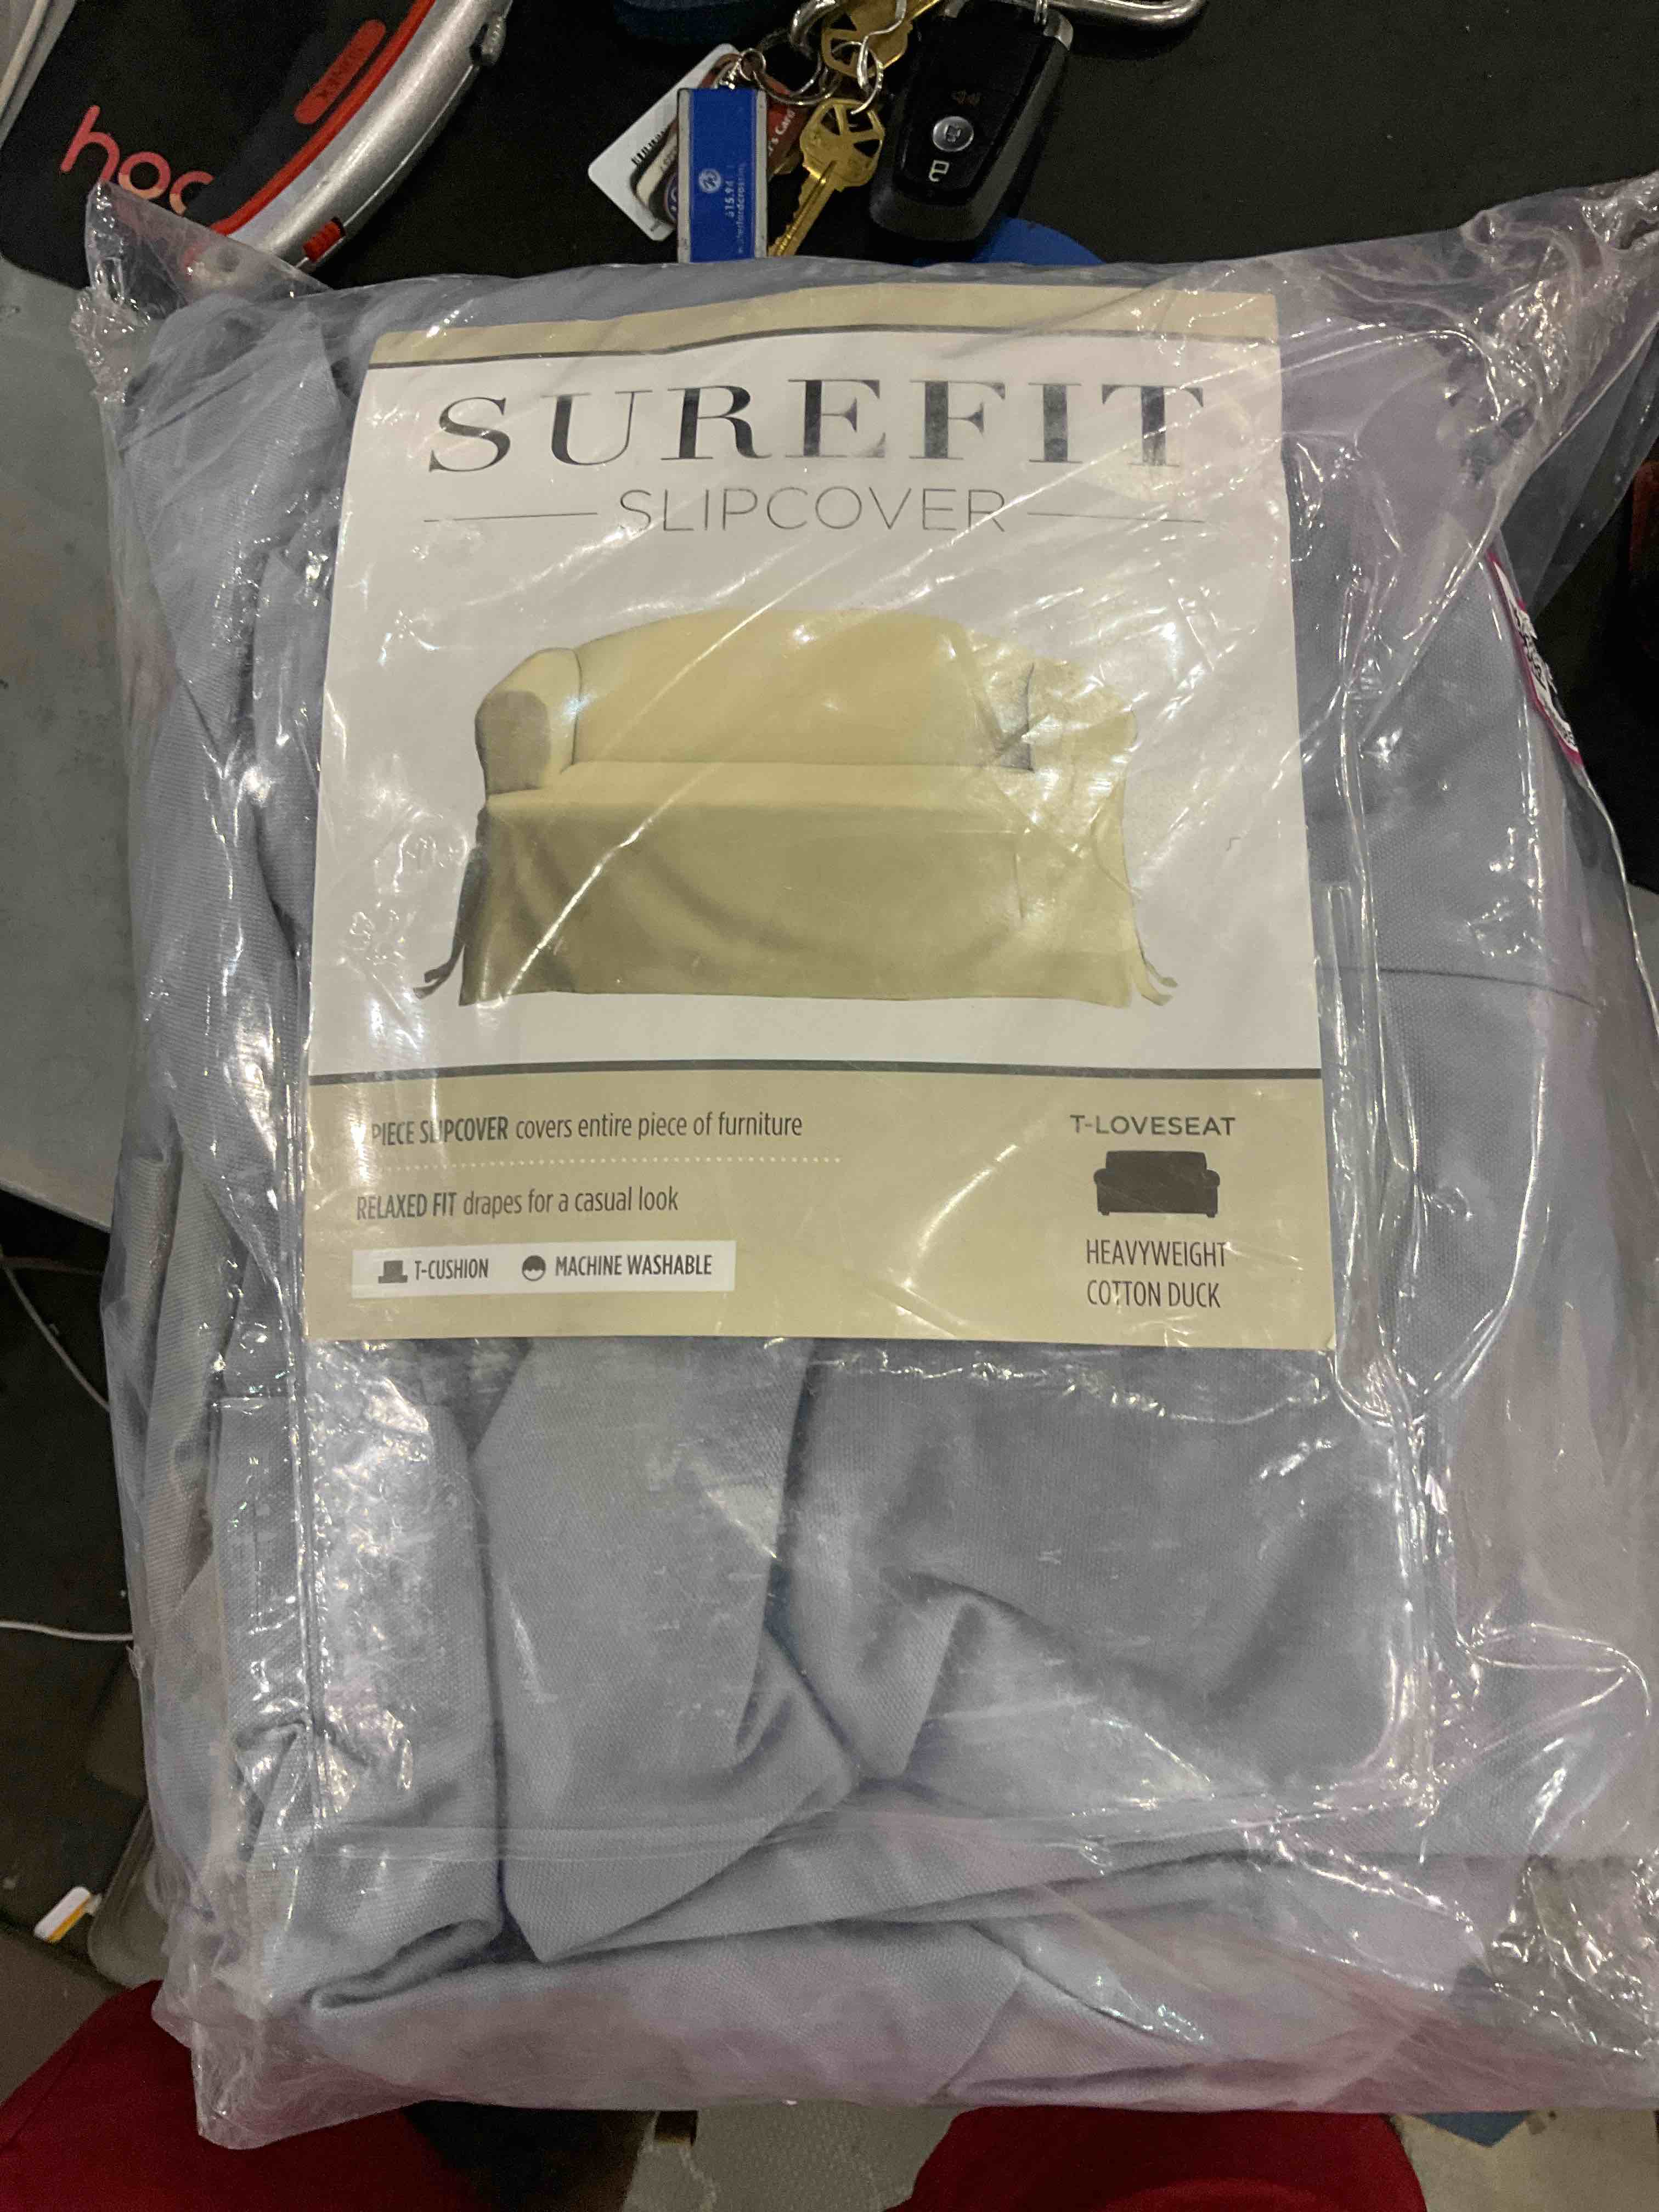 hoo
SUREFIT
SLIPCOVER
PIECE SLIPCOVER covers entire piece of furniture
RELAXED FIT drapes for a casual look
T-CUSHION MACHINE WASHABLE
T-LOVESEAT
HEAVYWEIGHT
COTTON DUCK